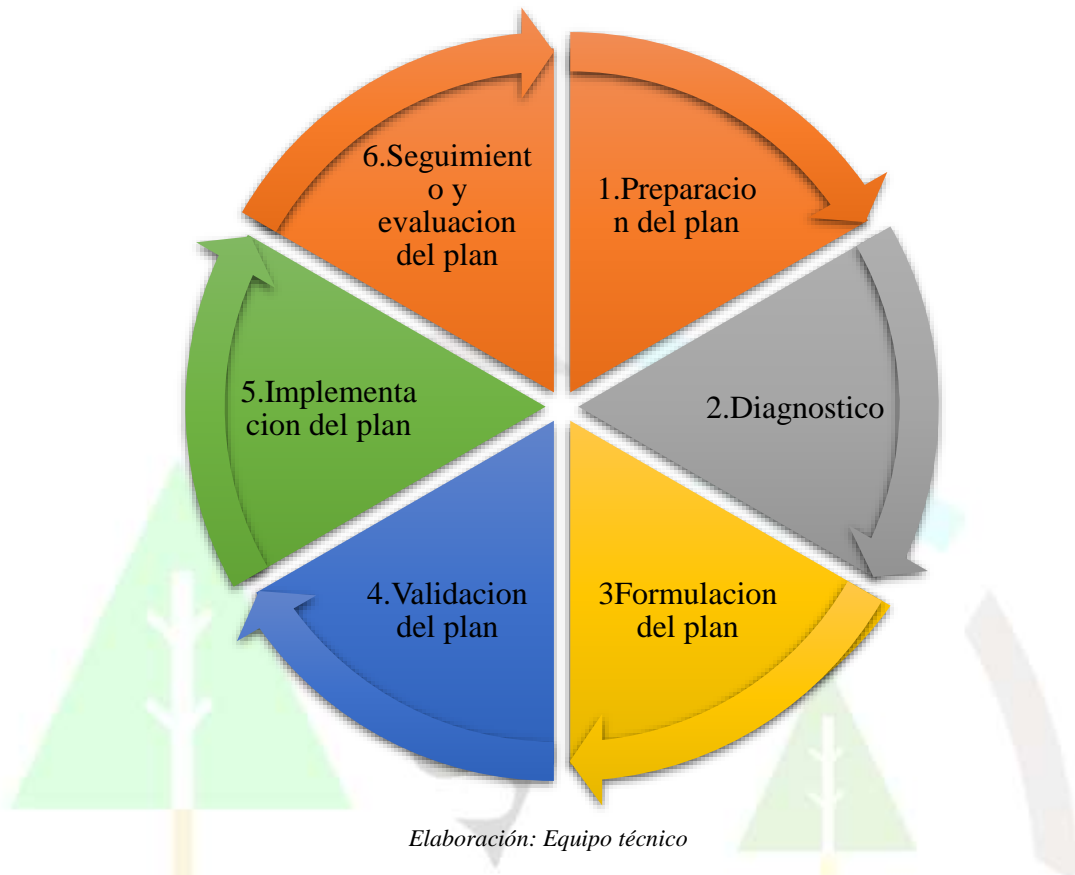 1.Preparacio
n del plan
2.Diagnostico
3Formulacion
del plan
4.Validacion
del plan
5.Implementa
cion del plan
6.Seguimient
o y
evaluacion
del plan
Elaboración: Equipo técnico